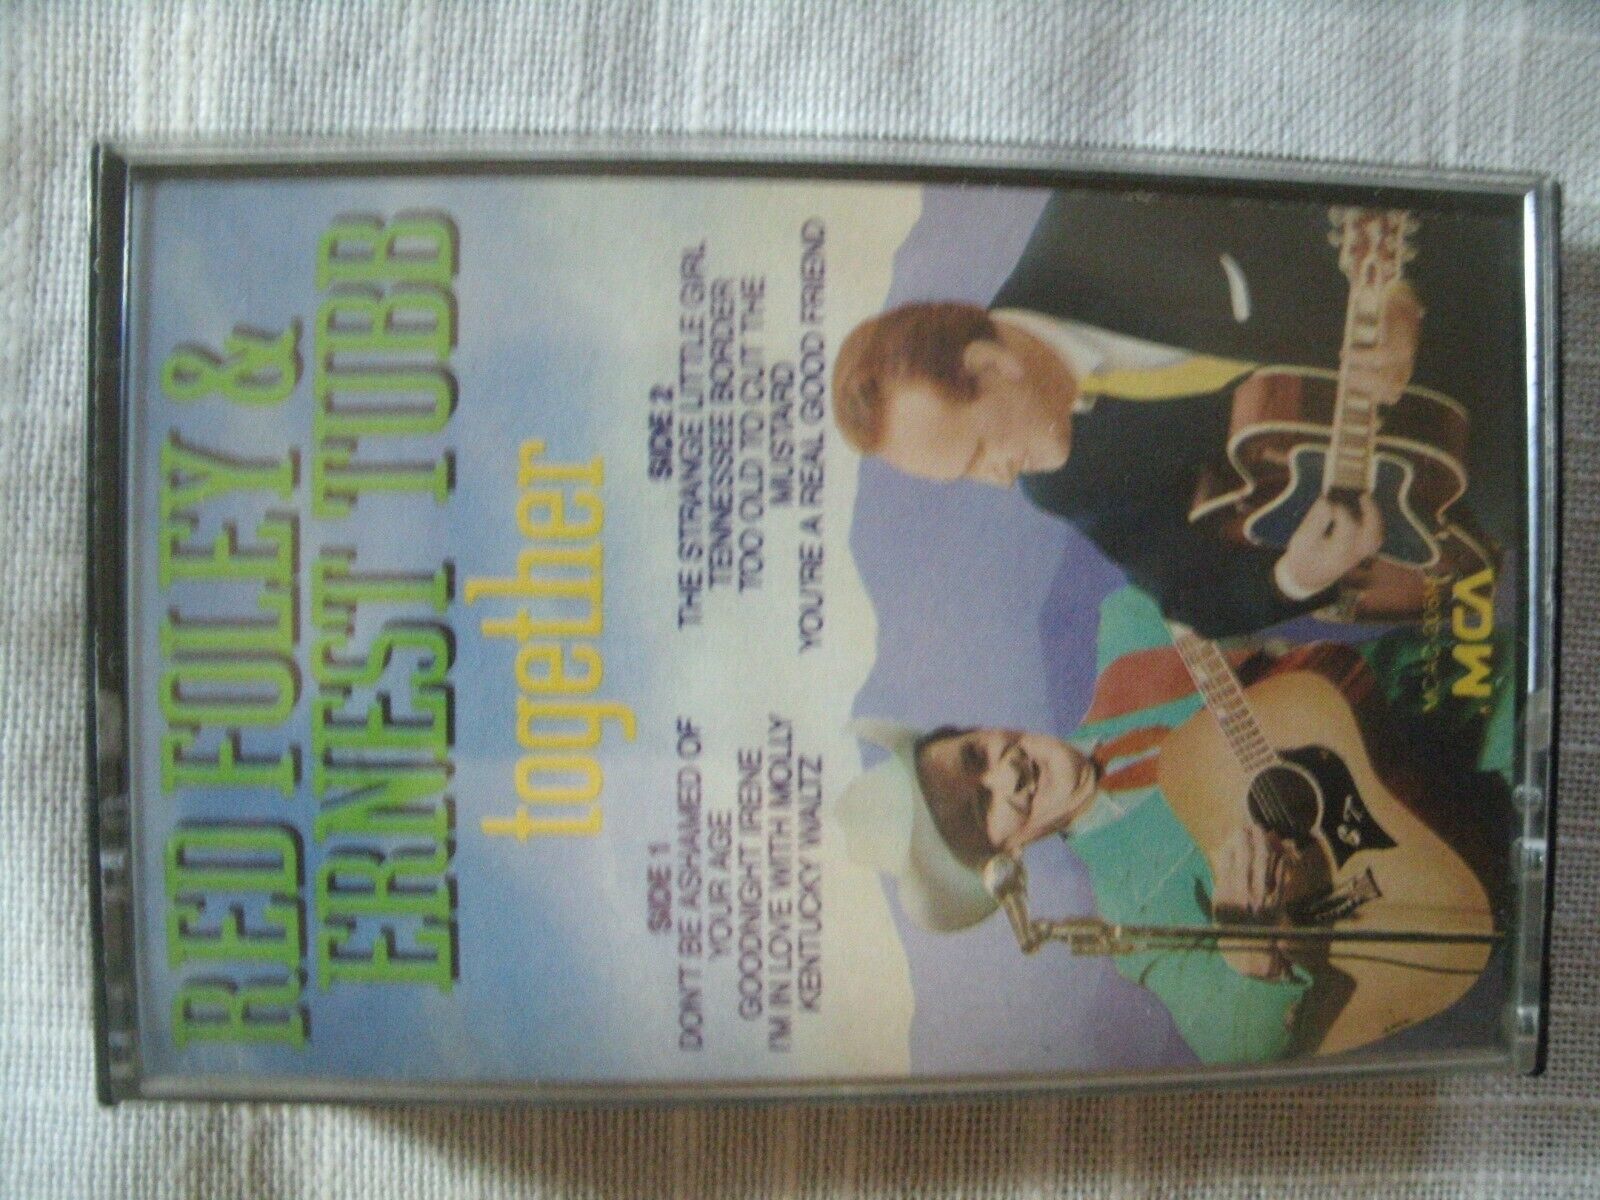 RED FOLEY &
ERNEST TUBB
together
SIDE 1
DON'T BE ASHAMED OF
YOUR AGE
GOODNIGHT IRENE
I'M IN LOVE WITH MOLLY
KENTUCKY WALTZ
SIDE 2
THE STRANGE LITTLE GIRL
TENNESSEE BORDER
TOO OLD TO CUT THE
MUSTARD
YOU'RE A REAL GOOD FRIEND
MCA